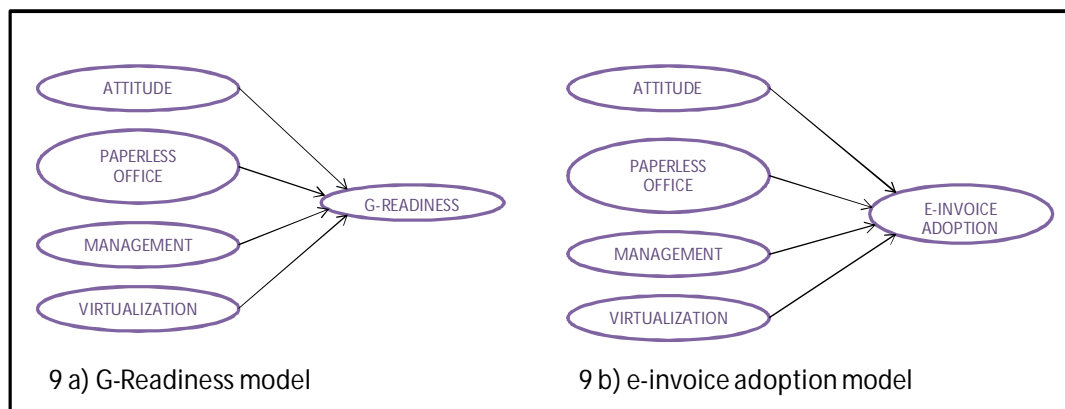 ATTITUDE
PAPERLESS
OFFICE
MANAGEMENT
VIRTUALIZATION
G-READINESS
9 a) G-Readiness model
ATTITUDE
PAPERLESS
OFFICE
MANAGEMENT
VIRTUALIZATION
E-INVOICE
ADOPTION
9 b) e-invoice adoption model